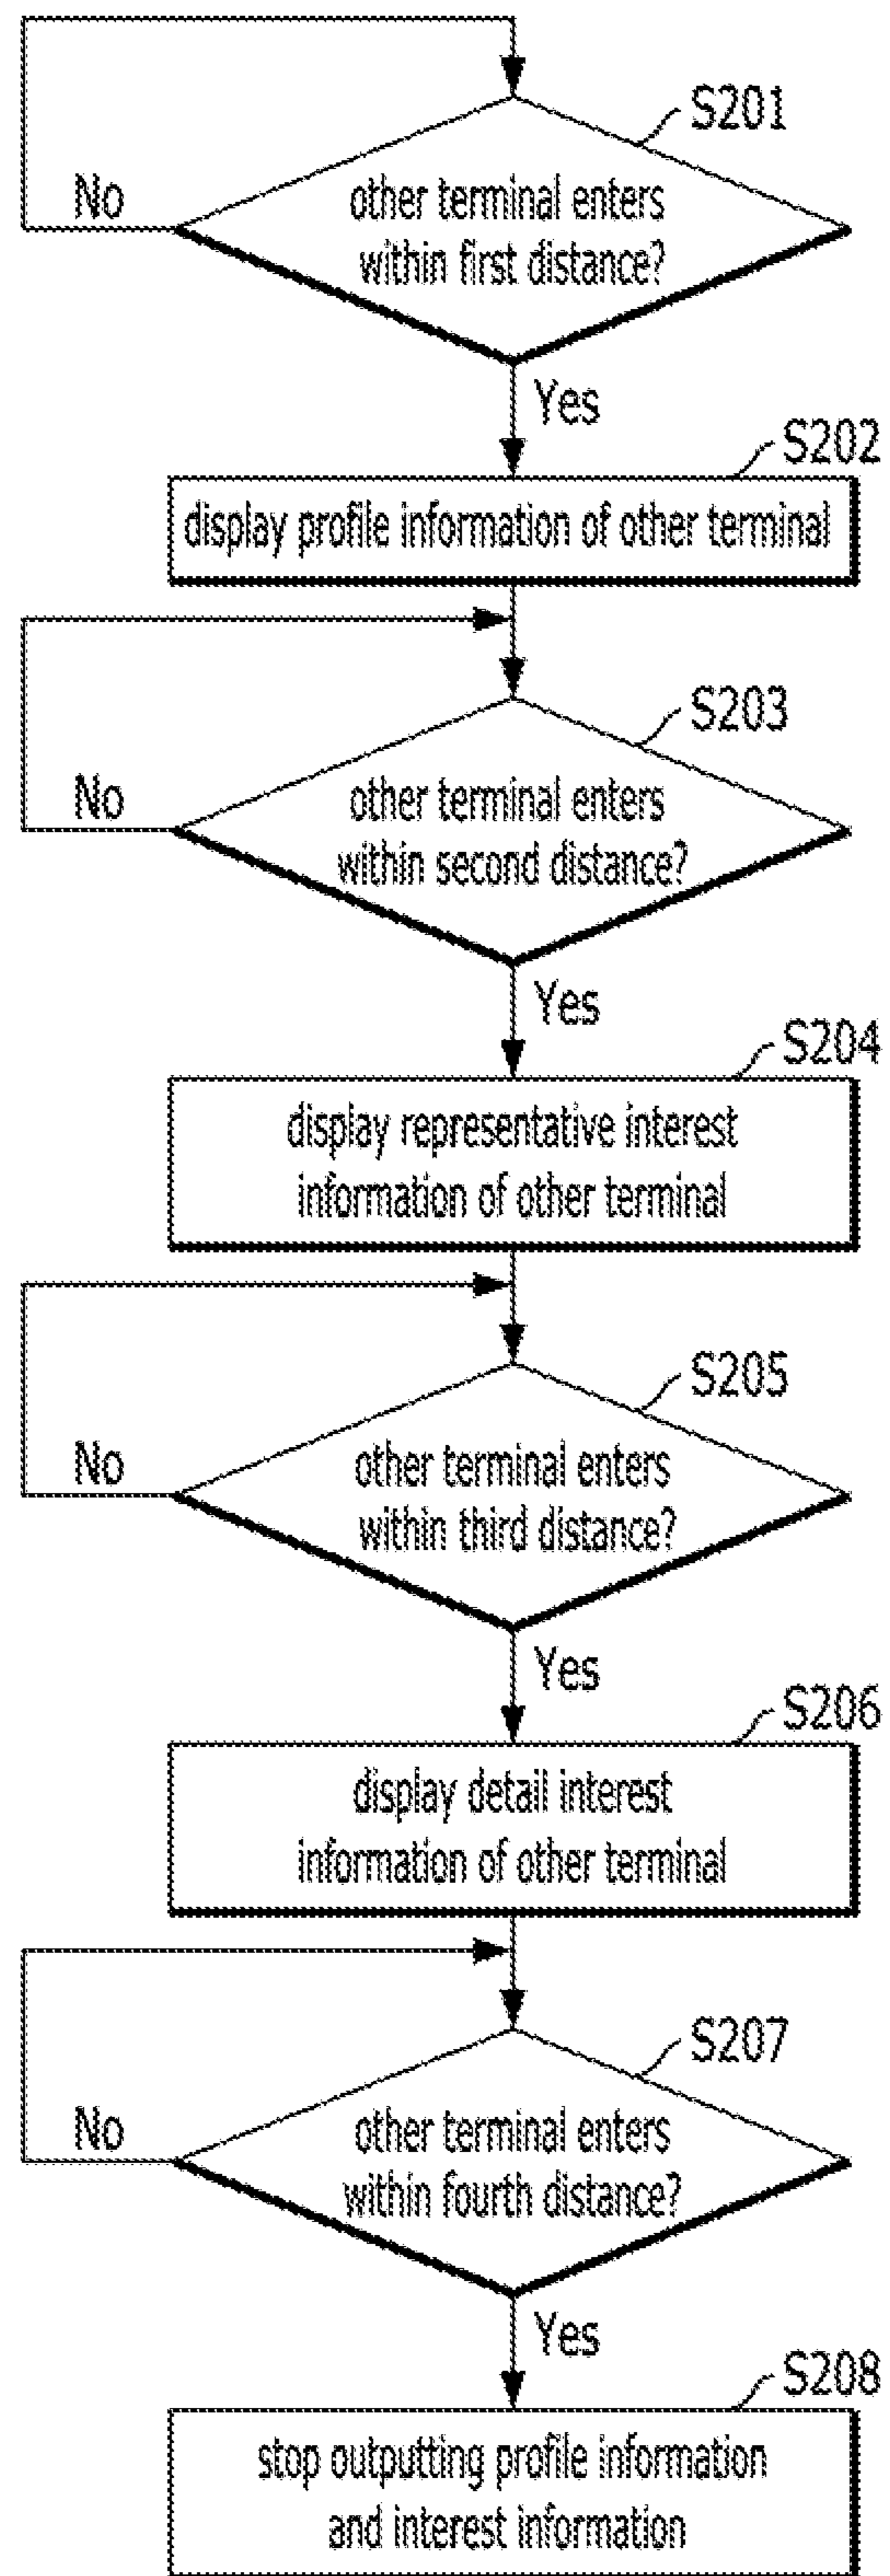 S201
other terminal enters
within first distance?
No
Yes
S202
display profile information of other terminal
S203
other terminal enters
within second distance?
No
Yes
S204
display representative interest
information of other terminal
S205
other terminal enters
within third distance?
No
Yes
S206
display detail interest
information of other terminal
S207
other terminal enters
within fourth distance?
No
Yes
S208
stop outputting profile information
and interest information